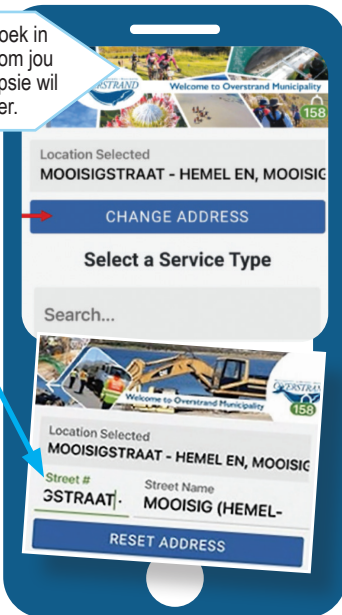 oek in
om jou
psie wil
er.
Welcome to Overstrand Municipality
158
Location Selected
MOOISIGSTRAAT - HEMEL EN, MOOISIG
CHANGE ADDRESS
Select a Service Type
Search...
OVERSTRAN
Welcome to Overstrand Municipality
158
Location Selected
MOOISIGSTRAAT - HEMEL EN, MOOISIG
Street # Street Name
GSTRAAT - MOOISIG (HEMEL-
RESET ADDRESS